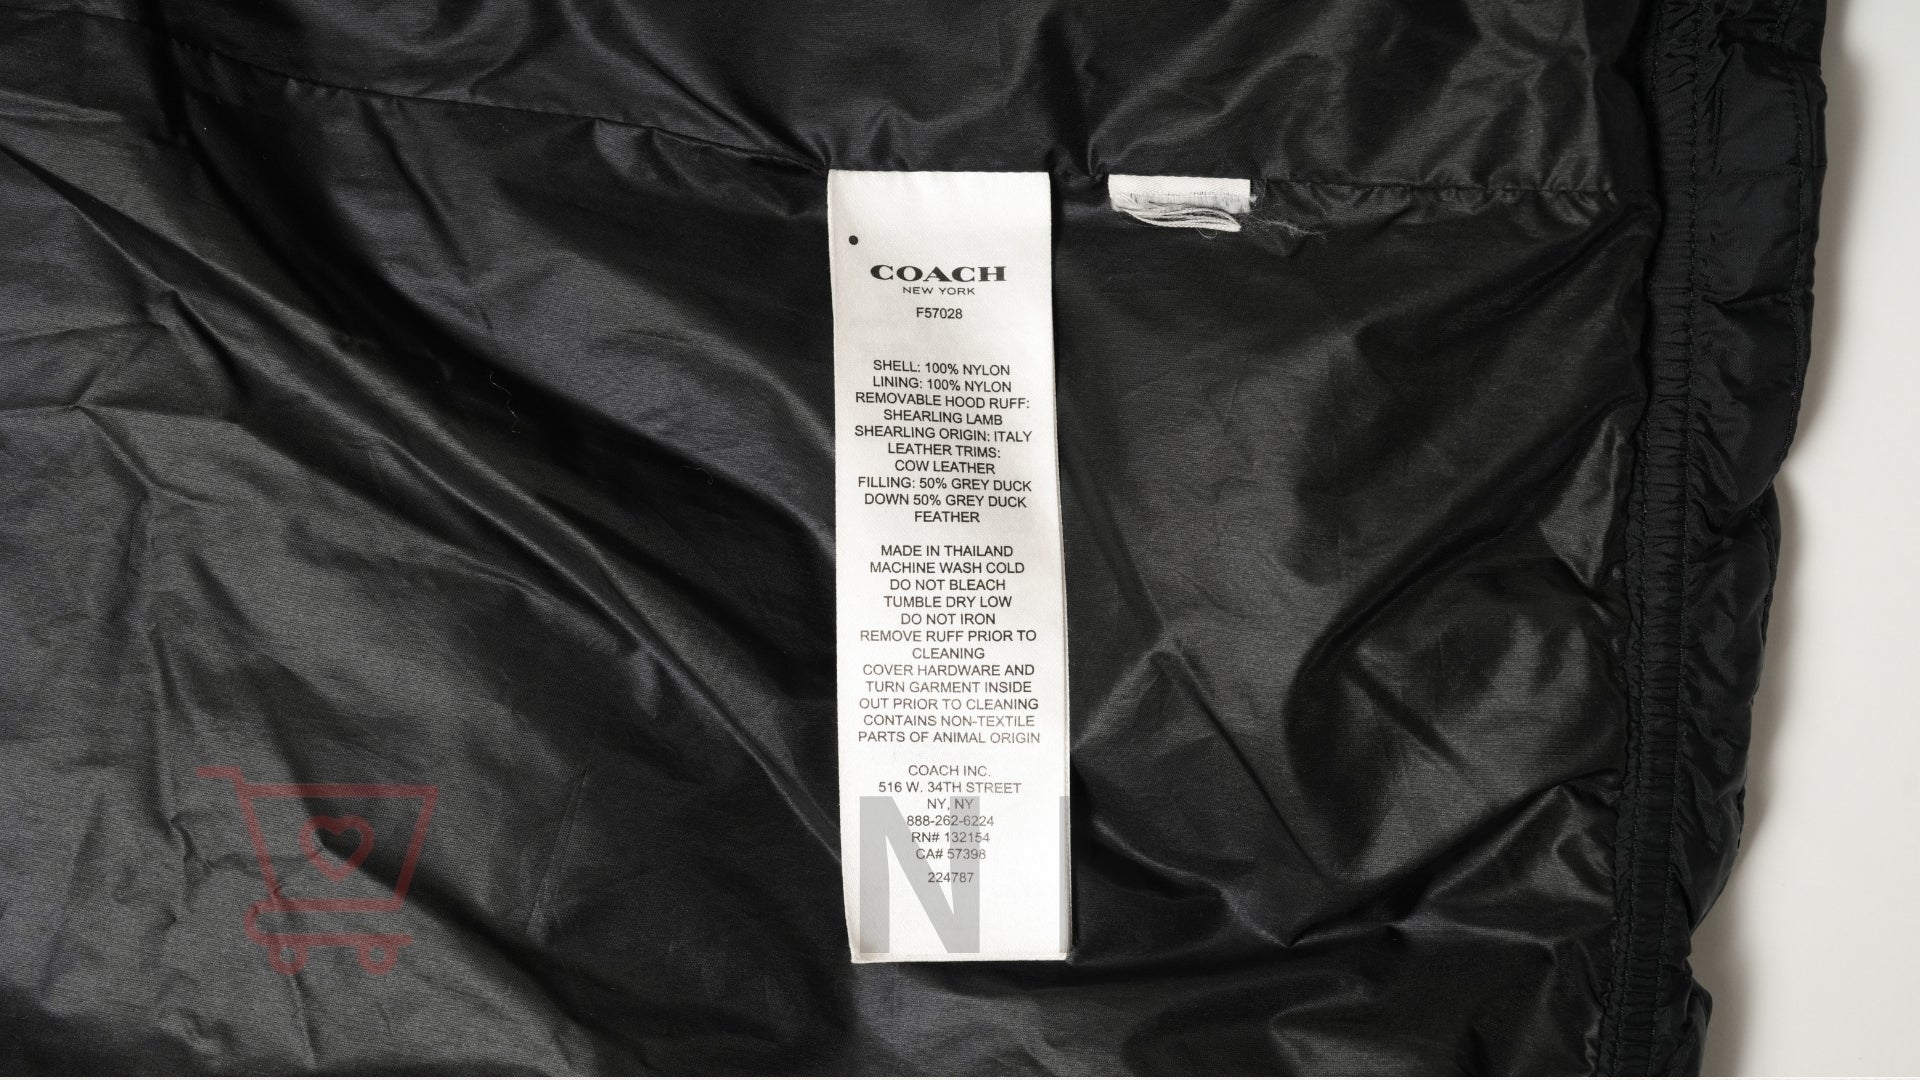 COACH
NEW YORK
F57028
SHELL: 100% NYLON
LINING: 100% NYLON
REMOVABLE HOOD RUFF:
SHEARLING LAMB
SHEARLING ORIGIN: ITALY
LEATHER TRIMS:
COW LEATHER
FILLING: 50% GREY DUCK
DOWN 50% GREY DUCK
FEATHER
MADE IN THAILAND
MACHINE WASH COLD
DO NOT BLEACH
TUMBLE DRY LOW
DO NOT IRON
REMOVE RUFF PRIOR TO
CLEANING
COVER HARDWARE AND
TURN GARMENT INSIDE
OUT PRIOR TO CLEANING
CONTAINS NON-TEXTILE
PARTS OF ANIMAL ORIGIN
COACH INC.
516 W. 34TH STREET
NY, NY
888-262-6224
RN# 132154
CA# 57398
224787
N